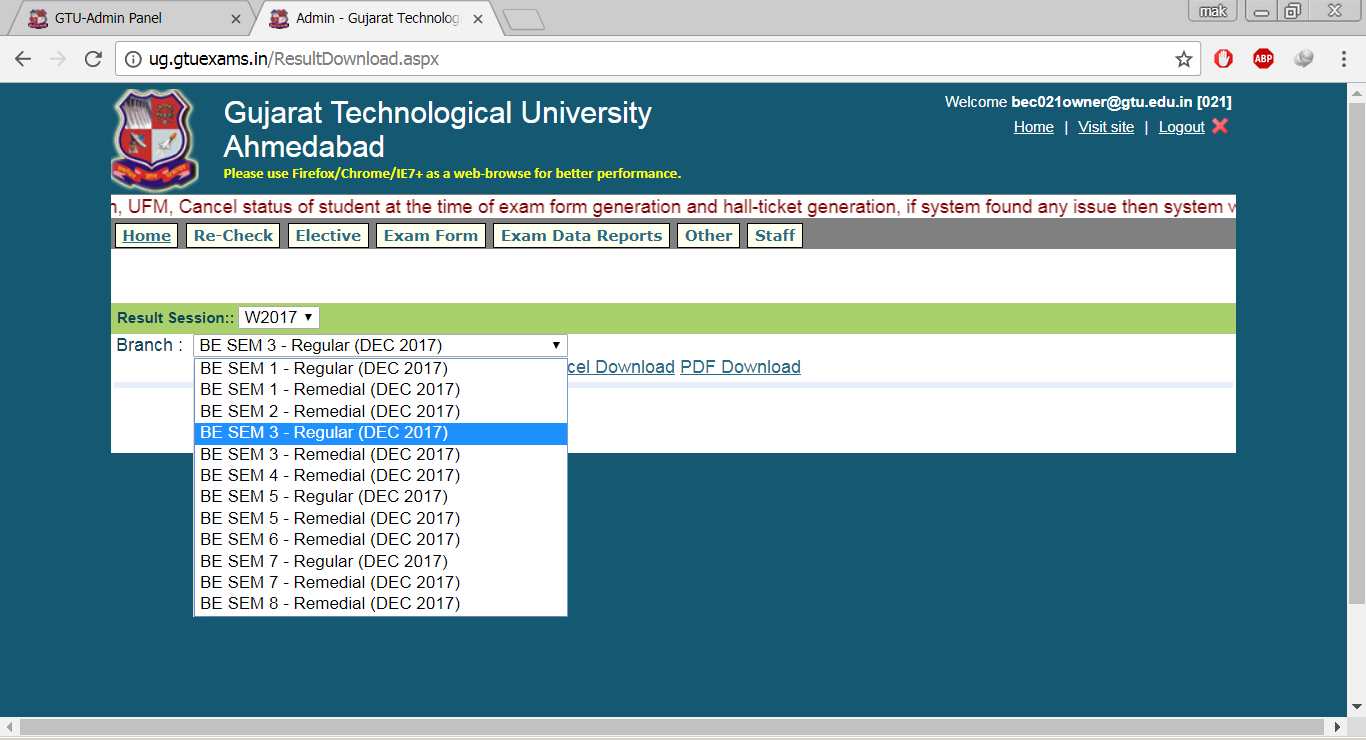 GTU-Admin Panel
Admin - Gujarat Technolog
mak
ug.gtuexams.in/ResultDownload.aspx
ABP
Gujarat Technological University
Ahmedabad
Please use Firefox/Chrome/IE7+ as a web-browse for better performance.
Welcome bec021owner@gtu.edu.in [021]
Home | Visit site | Logout
, UFM, Cancel status of student at the time of exam form generation and hall-ticket generation, if system found any issue then system
Home Re-Check Elective Exam Form Exam Data Reports Other Staff
Result Session:: W2017
Branch : BE SEM 3 - Regular (DEC 2017)
cel Download PDF Download
BE SEM 1 - Regular (DEC 2017)
BE SEM 1 - Remedial (DEC 2017)
BE SEM 2 - Remedial (DEC 2017)
BE SEM 3 - Regular (DEC 2017)
BE SEM 3 - Remedial (DEC 2017)
BE SEM 4 - Remedial (DEC 2017)
BE SEM 5 - Regular (DEC 2017)
BE SEM 5 - Remedial (DEC 2017)
BE SEM 6 - Remedial (DEC 2017)
BE SEM 7 - Regular (DEC 2017)
BE SEM 7 - Remedial (DEC 2017)
BE SEM 8 - Remedial (DEC 2017)